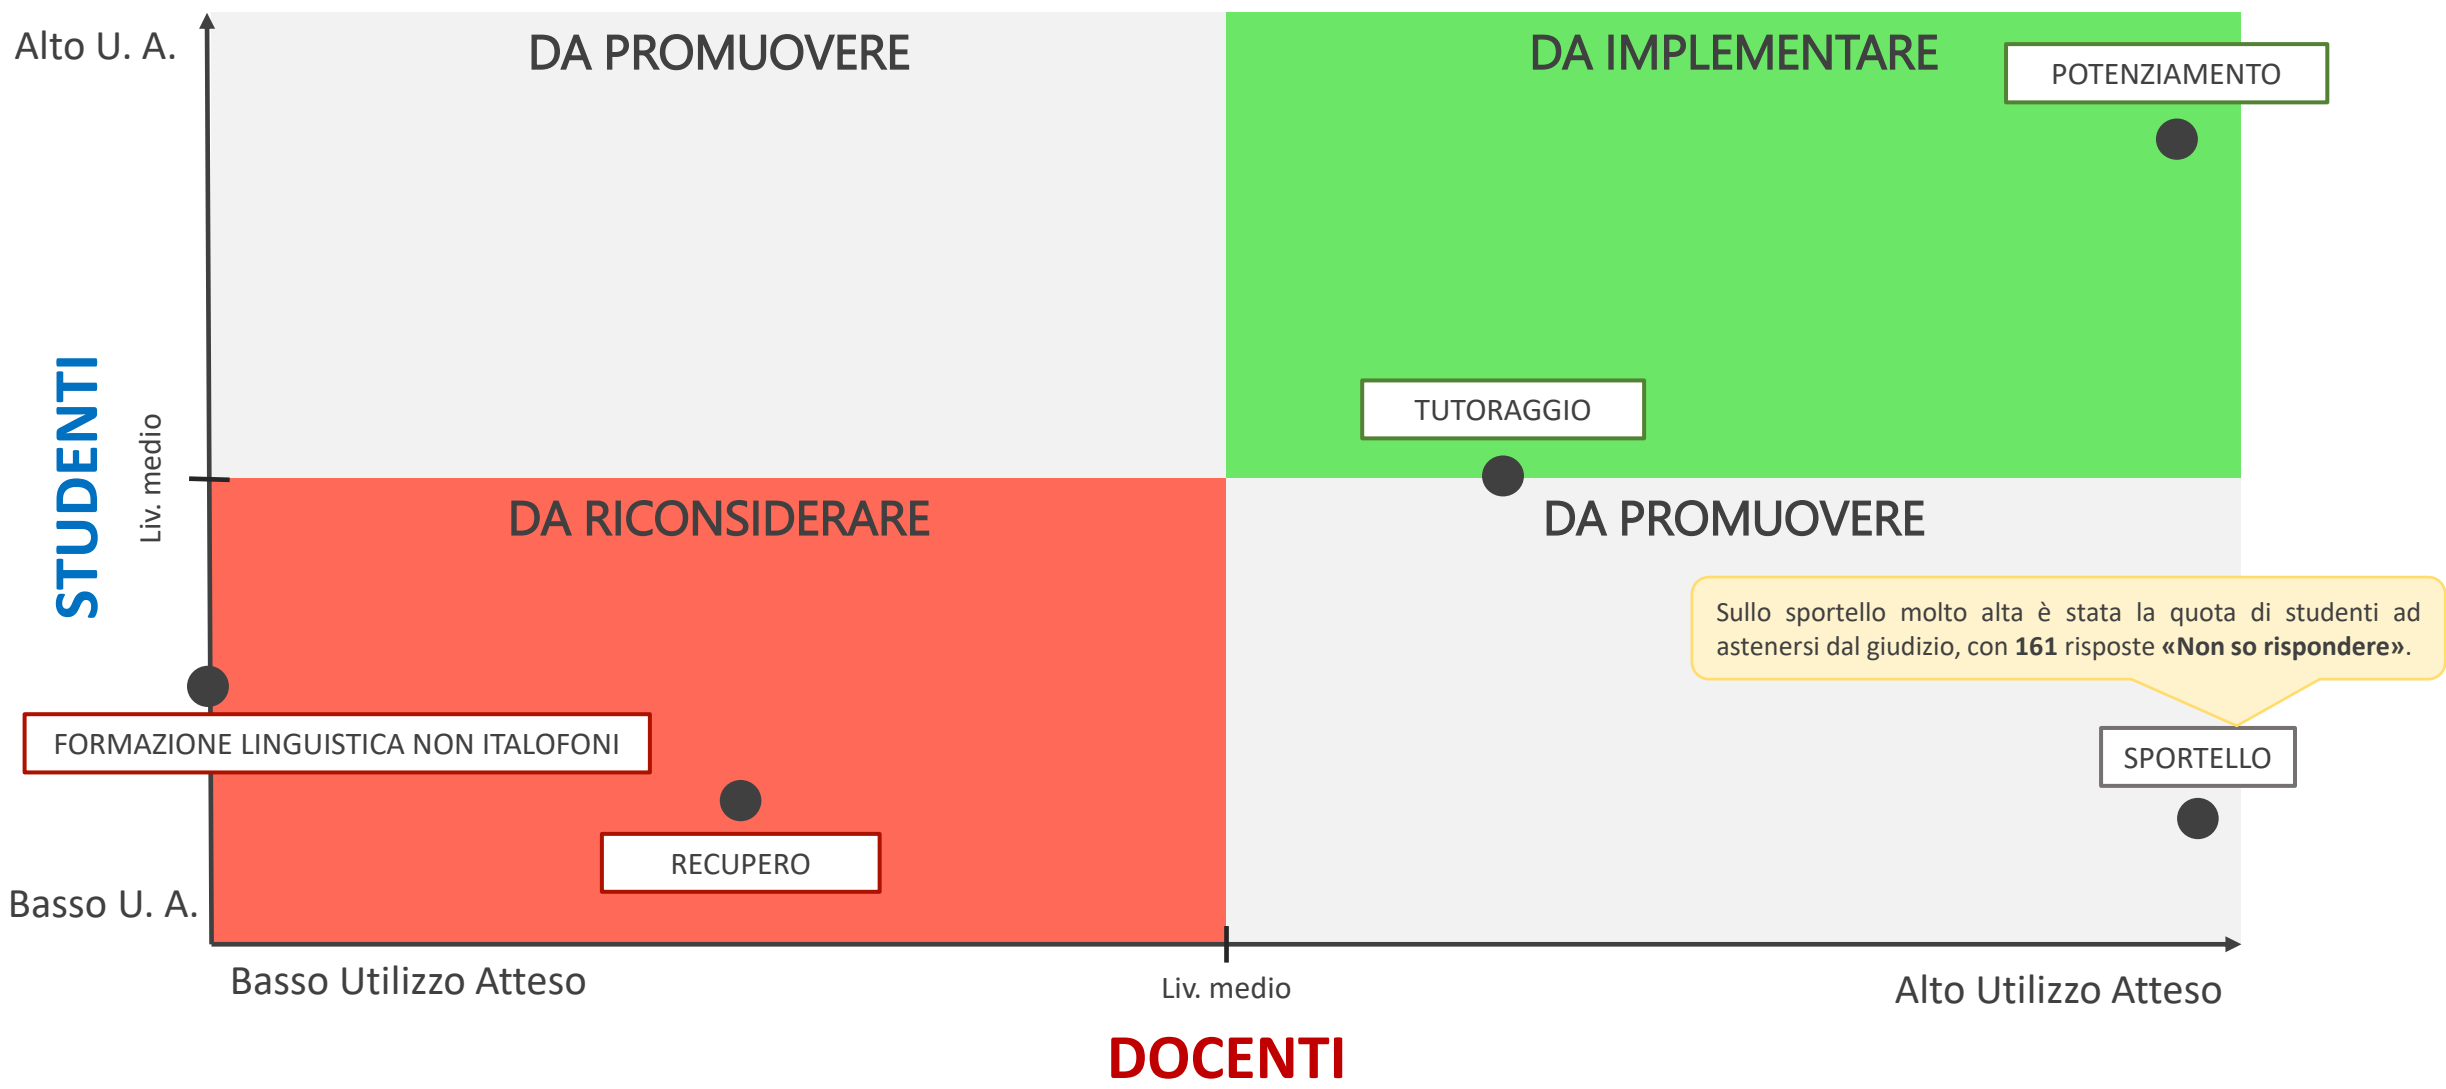 Alto U. A.
DA PROMUOVERE
DA IMPLEMENTARE
POTENZIAMENTO
TUTORAGGIO
STUDENTI
Liv. medio
DA RICONSIDERARE
DA PROMUOVERE
Sullo sportello molto alta è stata la quota di studenti ad
astenersi dal giudizio, con 161 risposte «Non so rispondere».
FORMAZIONE LINGUISTICA NON ITALOFONI
SPORTELLO
RECUPERO
Basso U. A.
Basso Utilizzo Atteso
Liv. medio
Alto Utilizzo Atteso
DOCENTI